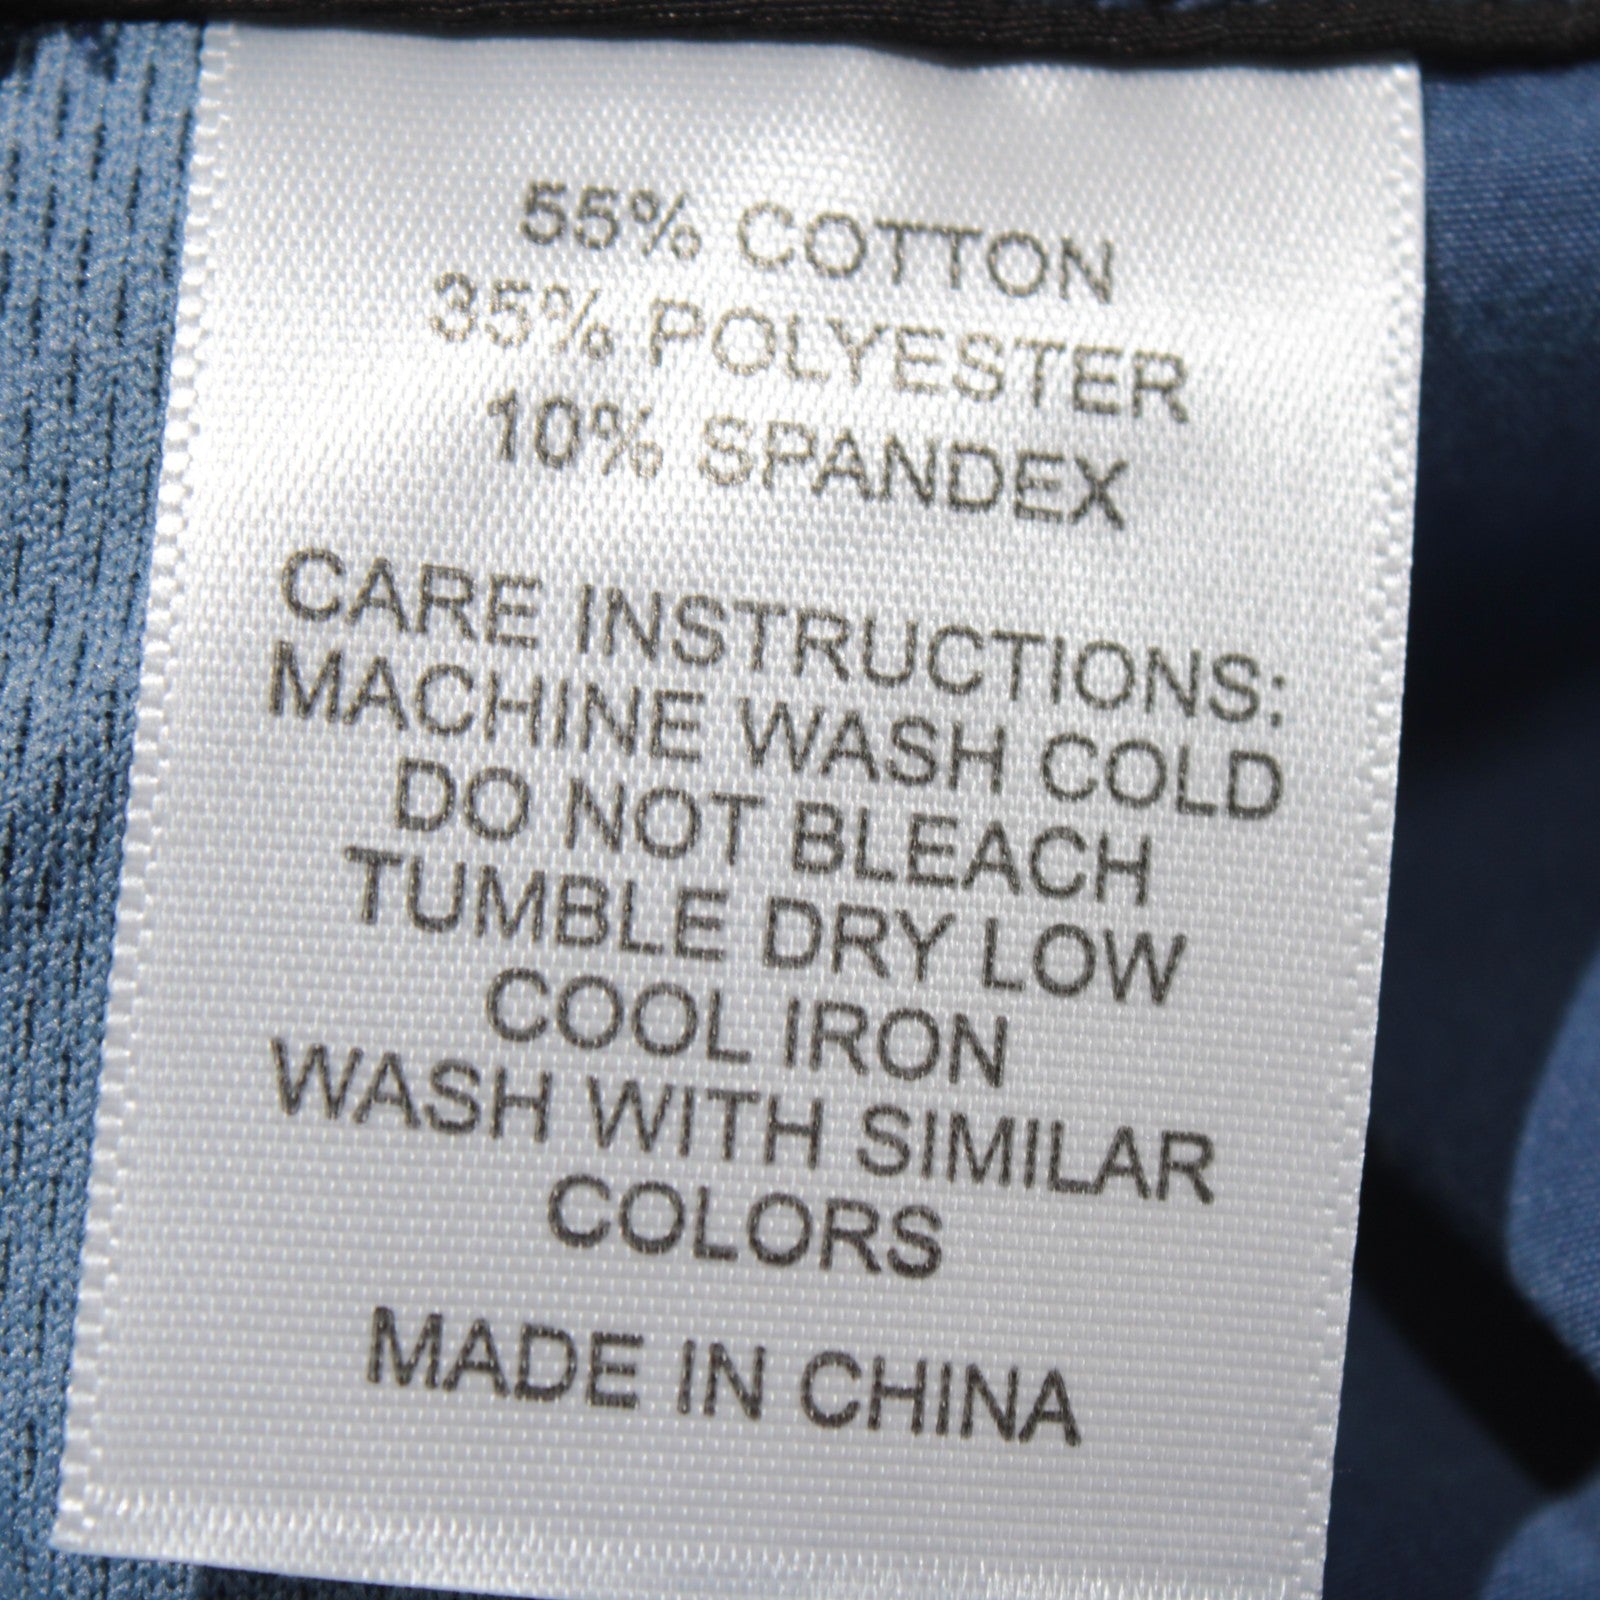 55% COTTON
35% POLYESTER
10% SPANDEX
CARE INSTRUCTIONS:
MACHINE WASH COLD
DO NOT BLEACH
TUMBLE DRY LOW
COOL IRON
WASH WITH SIMILAR
COLORS
MADE IN CHINA